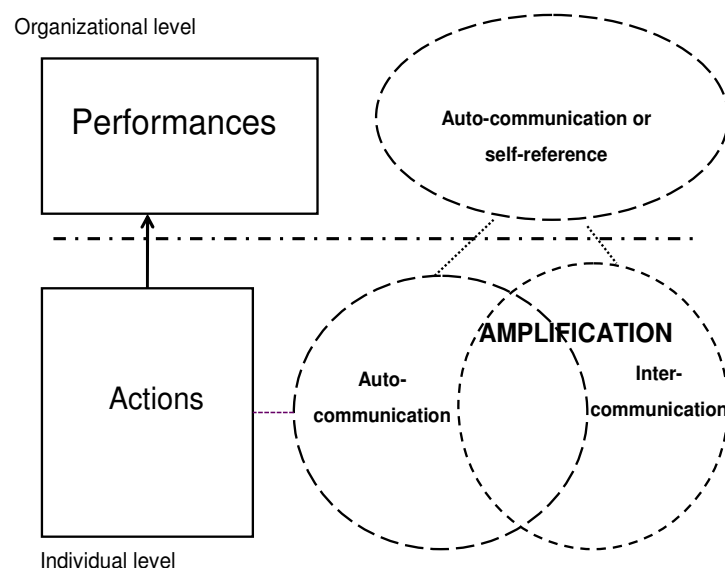 Organizational level
Performances
Auto-communication or
self-reference
AMPLIFICATION
Actions
Auto-
communication
Inter-
communication
Individual level